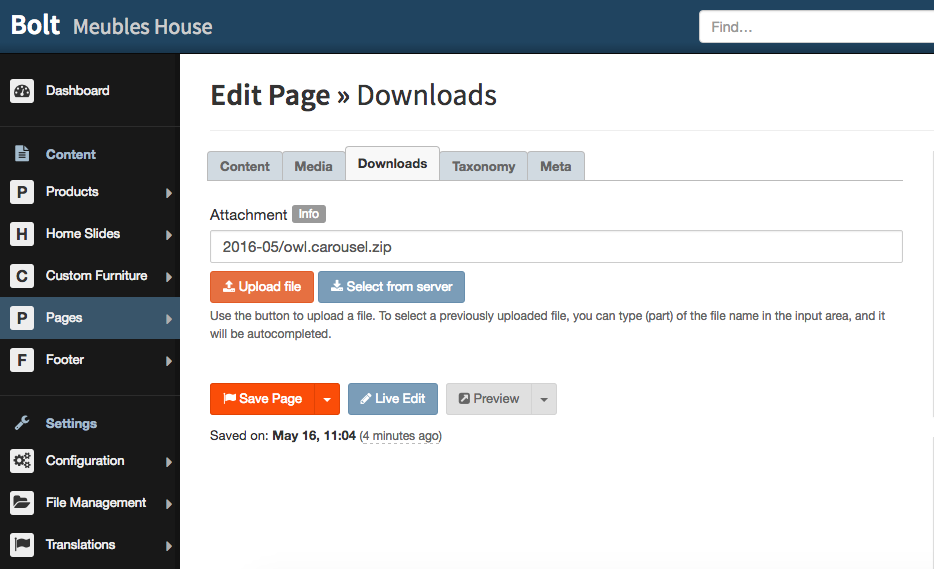 Bolt Meubles House
Find...
Dashboard
Content
P Products
H Home Slides
C Custom Furniture
P Pages
F Footer
Settings
Configuration
File Management
Translations
Edit Page » Downloads
Content Media Downloads Taxonomy Meta
Attachment Info
2016-05/owl.carousel.zip
Upload file Select from server
Use the button to upload a file. To select a previously uploaded file, you can type (part) of the file name in the input area, and it
will be autocompleted.
Save Page Live Edit Preview
Saved on: May 16, 11:04 (4 minutes ago)